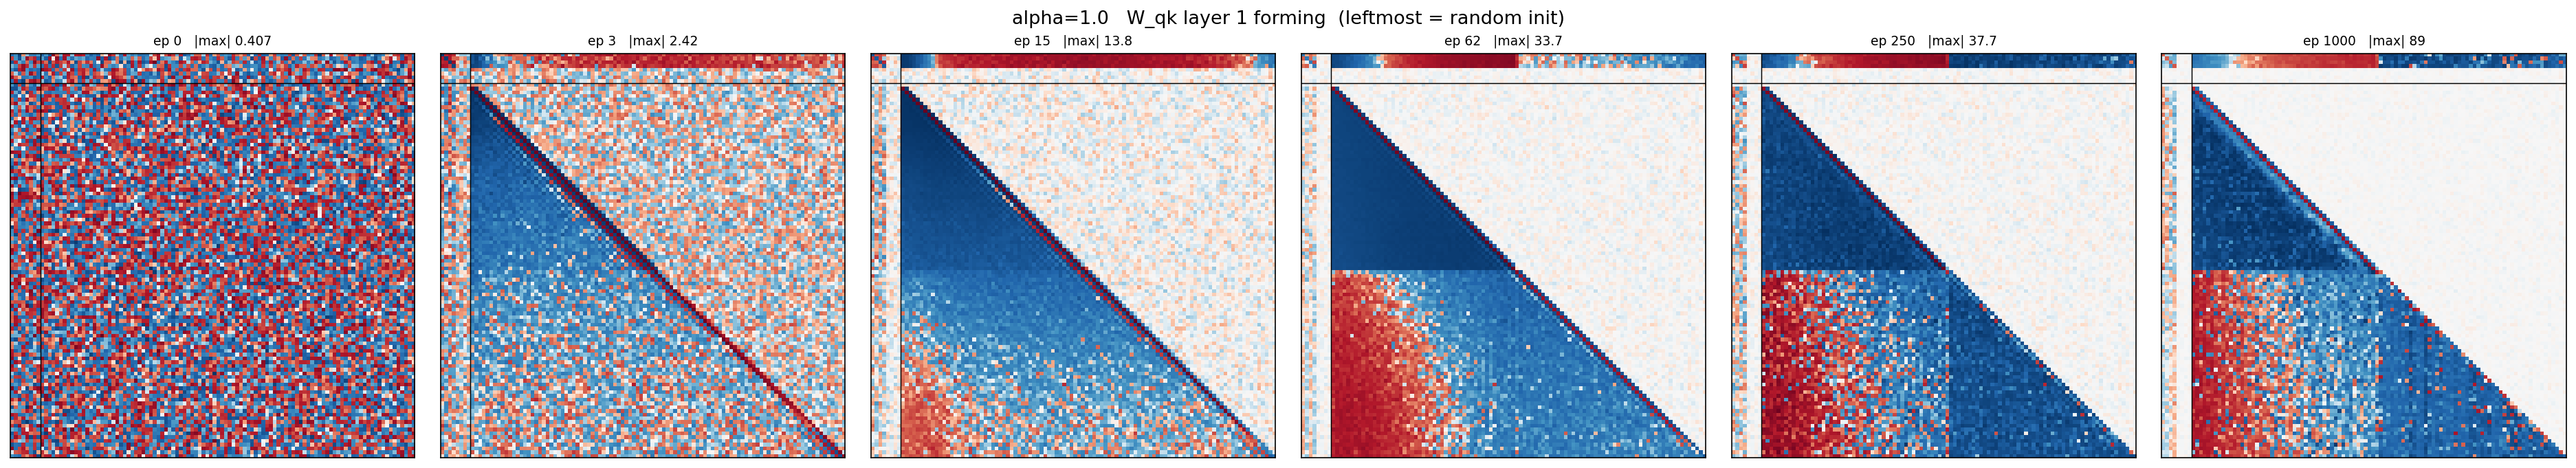 alpha=1.0   W_qk layer 1 forming  (leftmost = random init)
ep 0   |max| 0.407
ep 3   |max| 2.42
ep 15   |max| 13.8
ep 62   |max| 33.7
ep 250   |max| 37.7
ep 1000   |max| 89